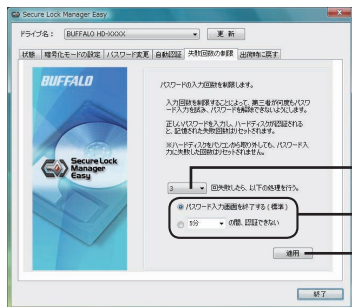 Secure Lock Manager Easy
ドライブ名： BUFFALO HD-XXXX 更 新
状態 暗号化モードの設定 パスワード変更 自動認証 失敗回数の制限 出荷時に戻す
BUFFALO
Secure Lock
Manager
Easy
パスワードの入力回数を制限します。
入力回数を制限することによって、第三者が何度もパスワ
ード入力を試み、パスワードを解除できないようにします。
正しいパスワードを入力し、ハードディスクが認証される
と、記憶された失敗回数はリセットされます。
※ハードディスクをパソコンから取り外しても、パスワード入
力に失敗した回数はリセットされません。
3 回失敗したら、以下の処理を行う。
パスワード入力画面を終了する（標準）
5分 の間、認証できない
適用
終了